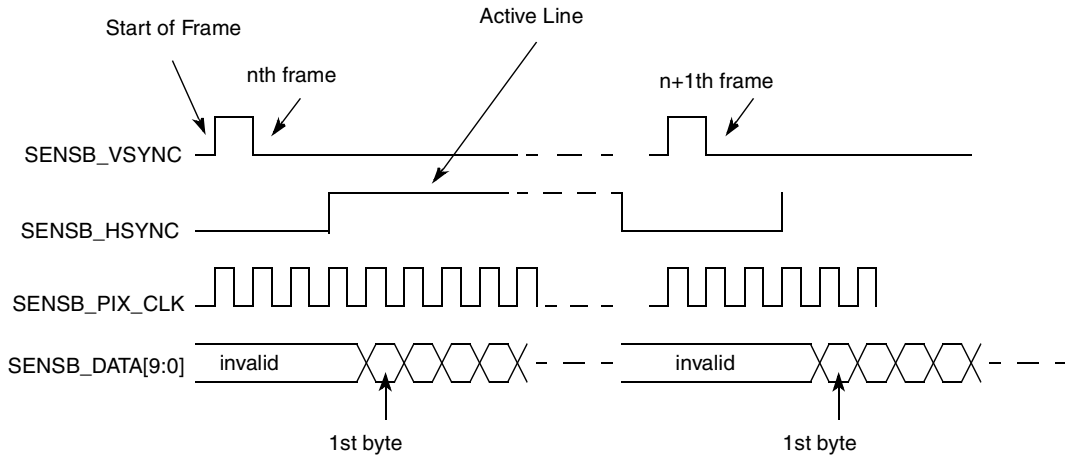 Active Line
Start of Frame
nth frame
n+1th frame
SENSB_VSYNC
SENSB_HSYNC
SENSB_PIX_CLK
SENSB_DATA[9:0]
invalid
invalid
1st byte
1st byte